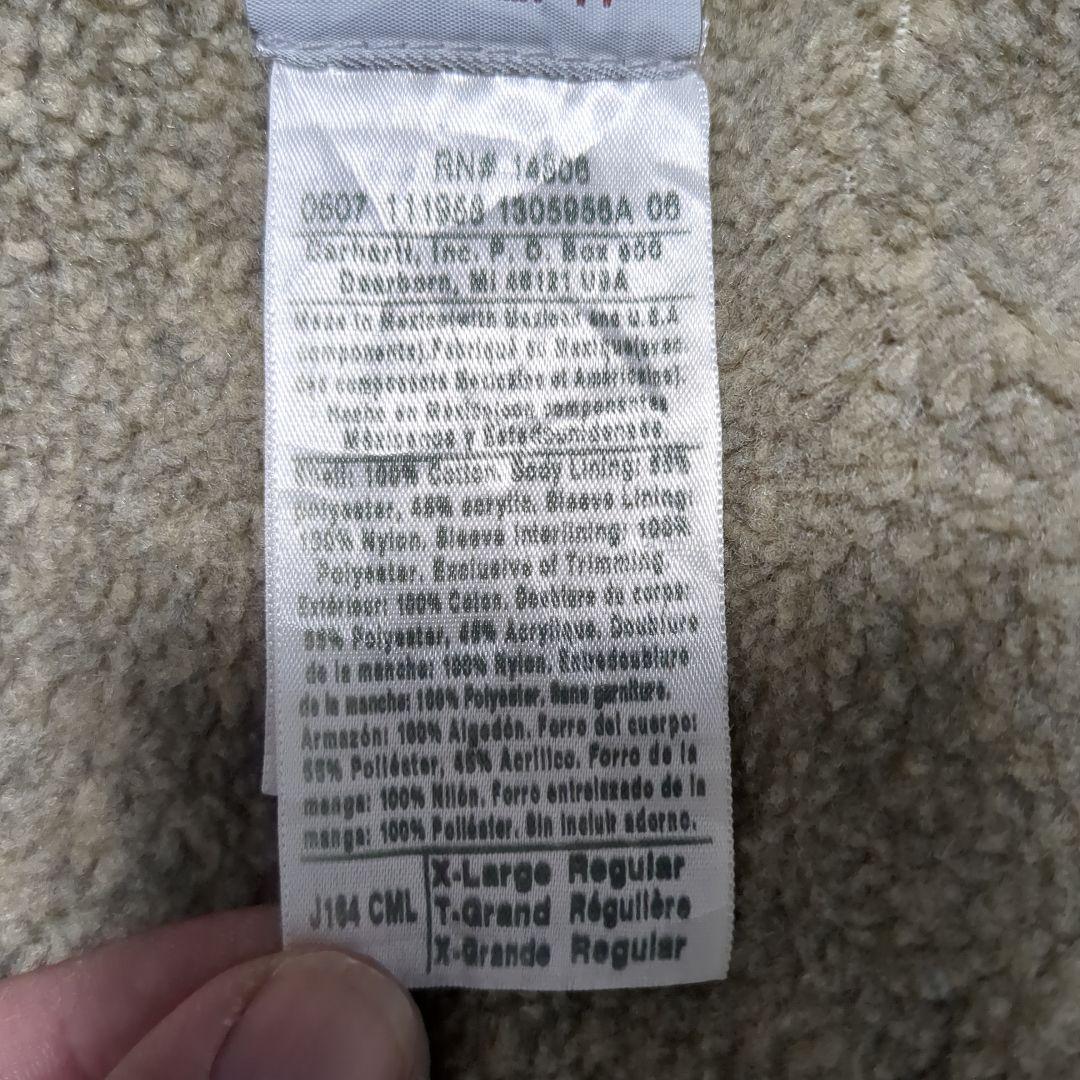 RN# 14506
0607 111958 1305958A 06
Carhartt, Inc. P. O. Box 600
Dearborn, MI 48121 USA
Made in Mexico(with Mexican and U.S.A
components).Fabriqué au Mexique(avec
des composants Mexicains et Américains).
Hecho en México(con componentes
Mexicanos y Estadounidenses
Shell: 100% Cotton. Body Lining: 55%
Polyester, 45% acrylic. Sleeve Lining:
100% Nylon. Sleeve Interlining: 100%
Polyester. Exclusive of Trimming
Extérieur: 100% Coton. Doublure du corps:
55% Polyester, 45% Acrylique. Doublure
de la manche: 100% Nylon. Entredoublure
de la manche: 100% Polyester. Sans garniture.
Armazón: 100% Algodón. Forro del cuerpo:
55% Poliéster, 45% Acrílico. Forro de la
manga: 100% Nilón. Forro entrelazado de la
manga: 100% Poliéster. Sin incluir adorno.
J164 CML
X-Large Regular
T-Grand Régulière
X-Grande Regular